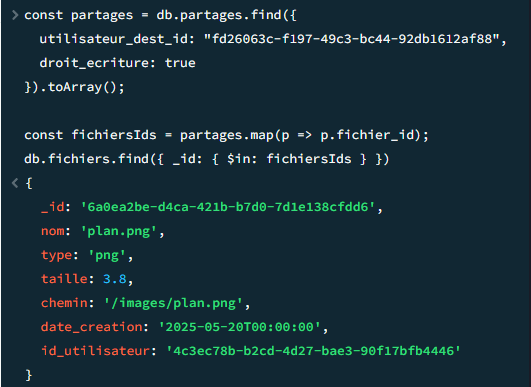 > const partages = db.partages.find({
utilisateur_dest_id: "fd26063c-f197-49c3-bc44-92db1612af88",
droit_ecriture: true
}).toArray();
const fichiersIds = partages.map(p => p.fichier_id);
db.fichiers.find({ _id: { $in: fichiersIds } })
< {
_id: '6a0ea2be-d4ca-421b-b7d0-7d1e138cfdd6',
nom: 'plan.png',
type: 'png',
taille: 3.8,
chemin: '/images/plan.png',
date_creation: '2025-05-20T00:00:00',
id_utilisateur: '4c3ec78b-b2cd-4d27-bae3-90f17bfb4446'
}